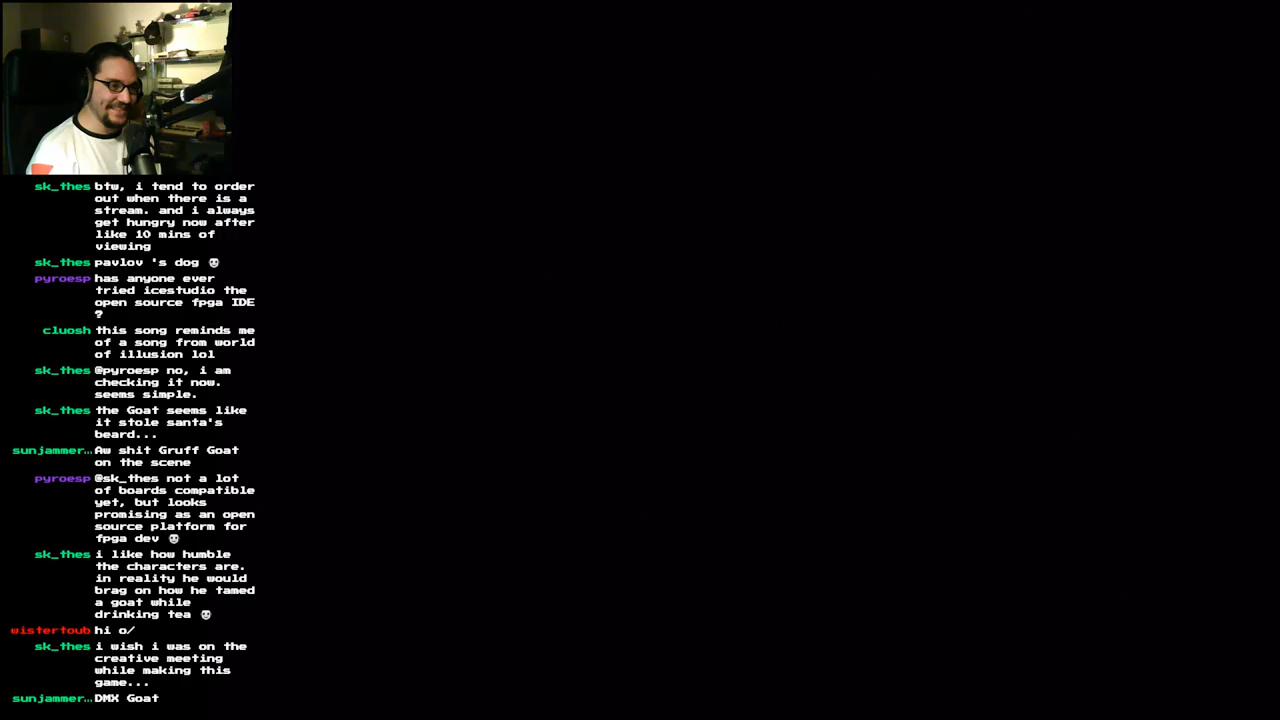 sk_thes btw, i tend to order
out when there is a
stream. and i always
get hungry now after
like 10 mins of
viewing
sk_thes pavlov 's dog
pyroesp has anyone ever
tried icestudio the
open source fpga IDE
?
cluosh this song reminds me
of a song from world
of illusion lol
sk_thes @pyroesp no, i am
checking it now.
seems simple.
sk_thes the Goat seems like
it stole santa's
beard...
sunjammer… Aw shit Gruff Goat
on the scene
pyroesp @sk_thes not a lot
of boards compatible
yet, but looks
promising as an open
source platform for
fpga dev
sk_thes i like how humble
the characters are.
in reality he would
brag on how he tamed
a goat while
drinking tea
wistertoub hi o/
sk_thes i wish i was on the
creative meeting
while making this
game...
sunjammer… DMX Goat